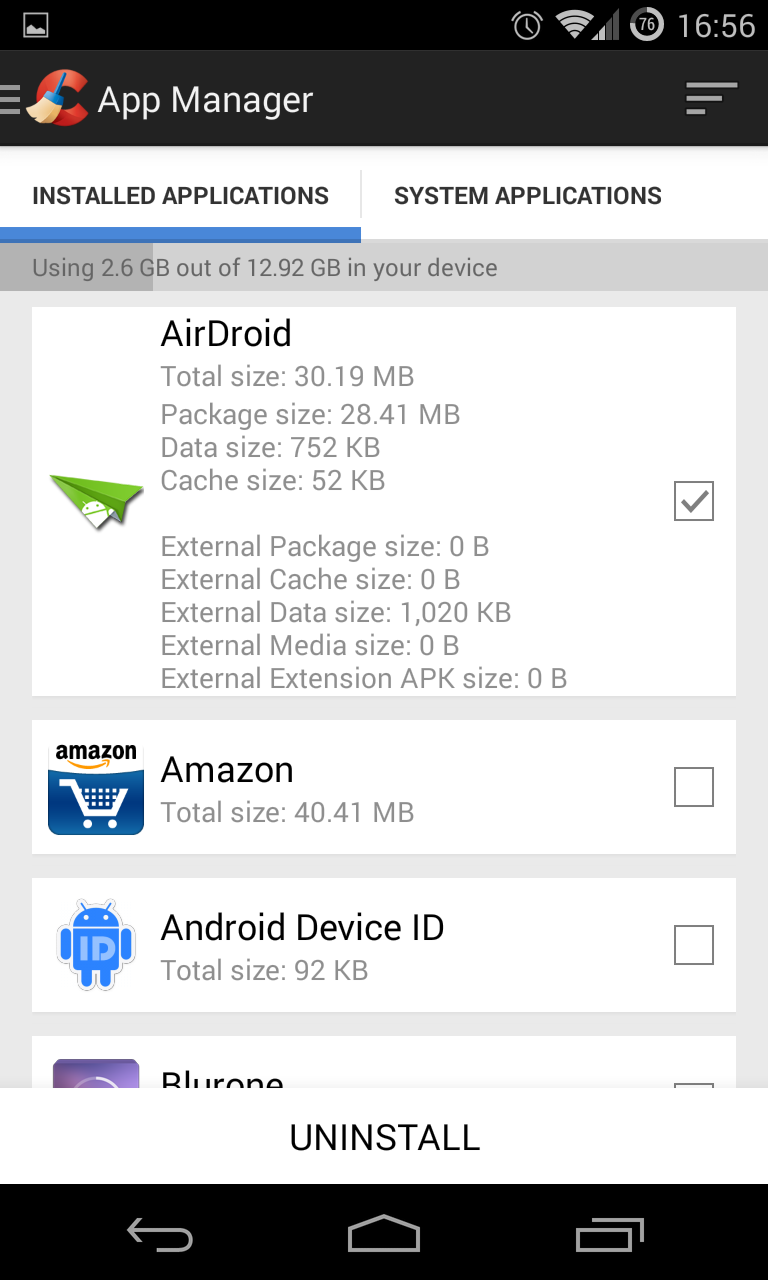 76 16:56
App Manager
INSTALLED APPLICATIONS
SYSTEM APPLICATIONS
Using 2.6 GB out of 12.92 GB in your device
AirDroid
Total size: 30.19 MB
Package size: 28.41 MB
Data size: 752 KB
Cache size: 52 KB
External Package size: 0 B
External Cache size: 0 B
External Data size: 1,020 KB
External Media size: 0 B
External Extension APK size: 0 B
amazon
Amazon
Total size: 40.41 MB
ID
Android Device ID
Total size: 92 KB
Blurone
UNINSTALL